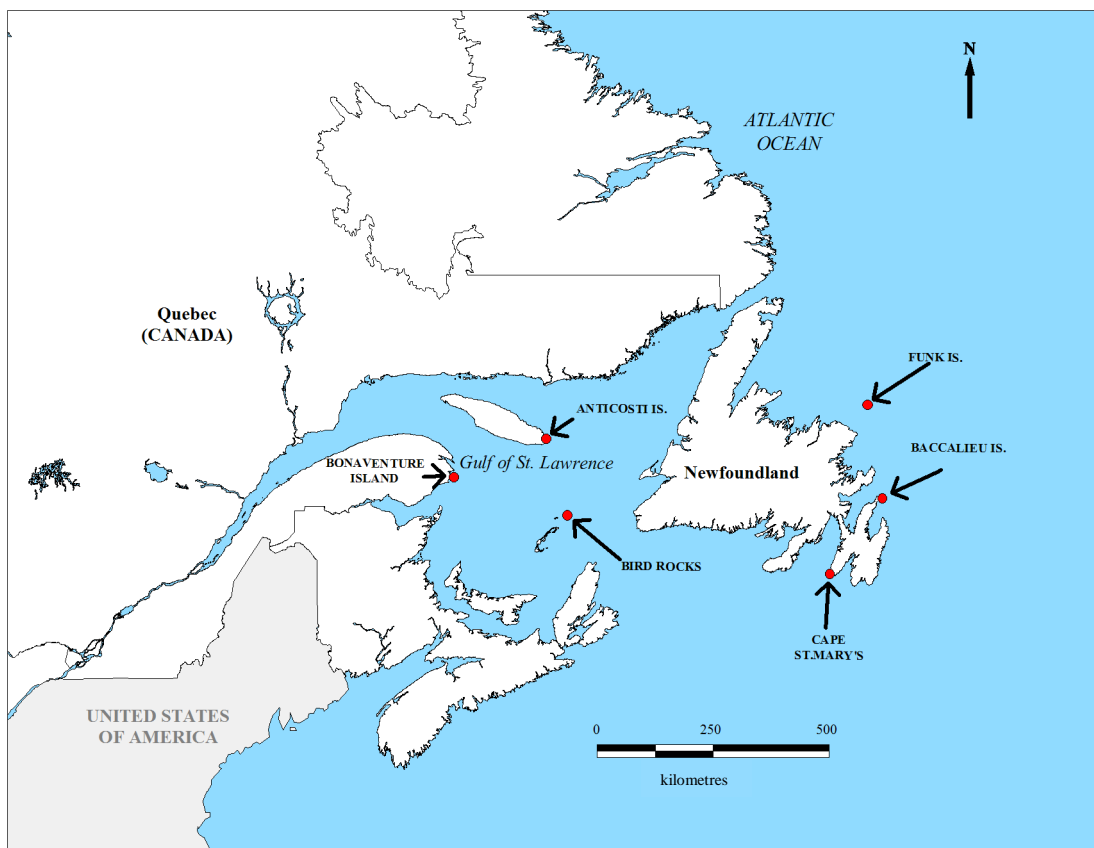 N
ATLANTIC
OCEAN
Quebec
(CANADA)
FUNK IS.
ANTICOSTI IS.
BACCALIEU IS.
BONAVENTURE
ISLAND
Gulf of St. Lawrence
Newfoundland
BIRD ROCKS
CAPE
ST.MARY'S
UNITED STATES
OF AMERICA
0 250 500
kilometres